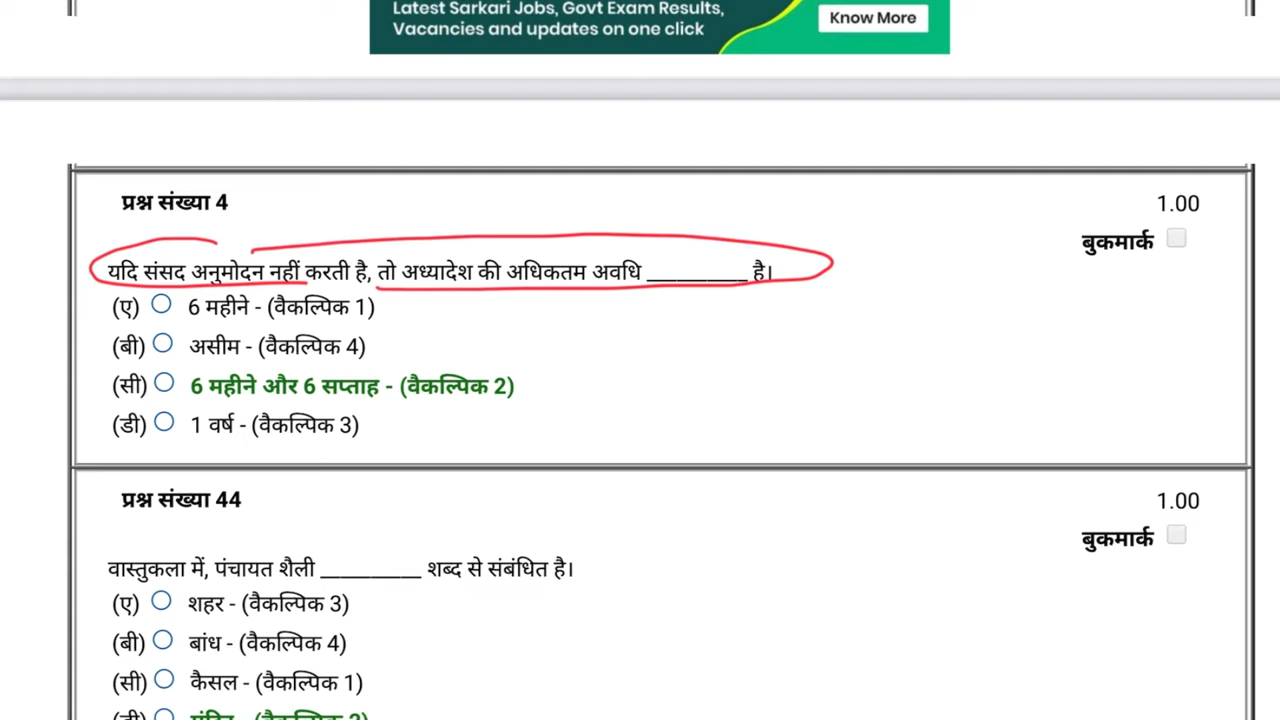 Latest Sarkari Jobs, Govt Exam Results,
Vacancies and updates on one click
Know More
प्रश्न संख्या 4
1.00
बुकमार्क
यदि संसद अनुमोदन नहीं करती है, तो अध्यादेश की अधिकतम अवधि __________ है।
(ए) 6 महीने - (वैकल्पिक 1)
(बी) असीम - (वैकल्पिक 4)
(सी) 6 महीने और 6 सप्ताह - (वैकल्पिक 2)
(डी) 1 वर्ष - (वैकल्पिक 3)
प्रश्न संख्या 44
1.00
बुकमार्क
वास्तुकला में, पंचायत शैली __________ शब्द से संबंधित है।
(ए) शहर - (वैकल्पिक 3)
(बी) बांध - (वैकल्पिक 4)
(सी) कैसल - (वैकल्पिक 1)
(डी) मंदिर - (वैकल्पिक 2)